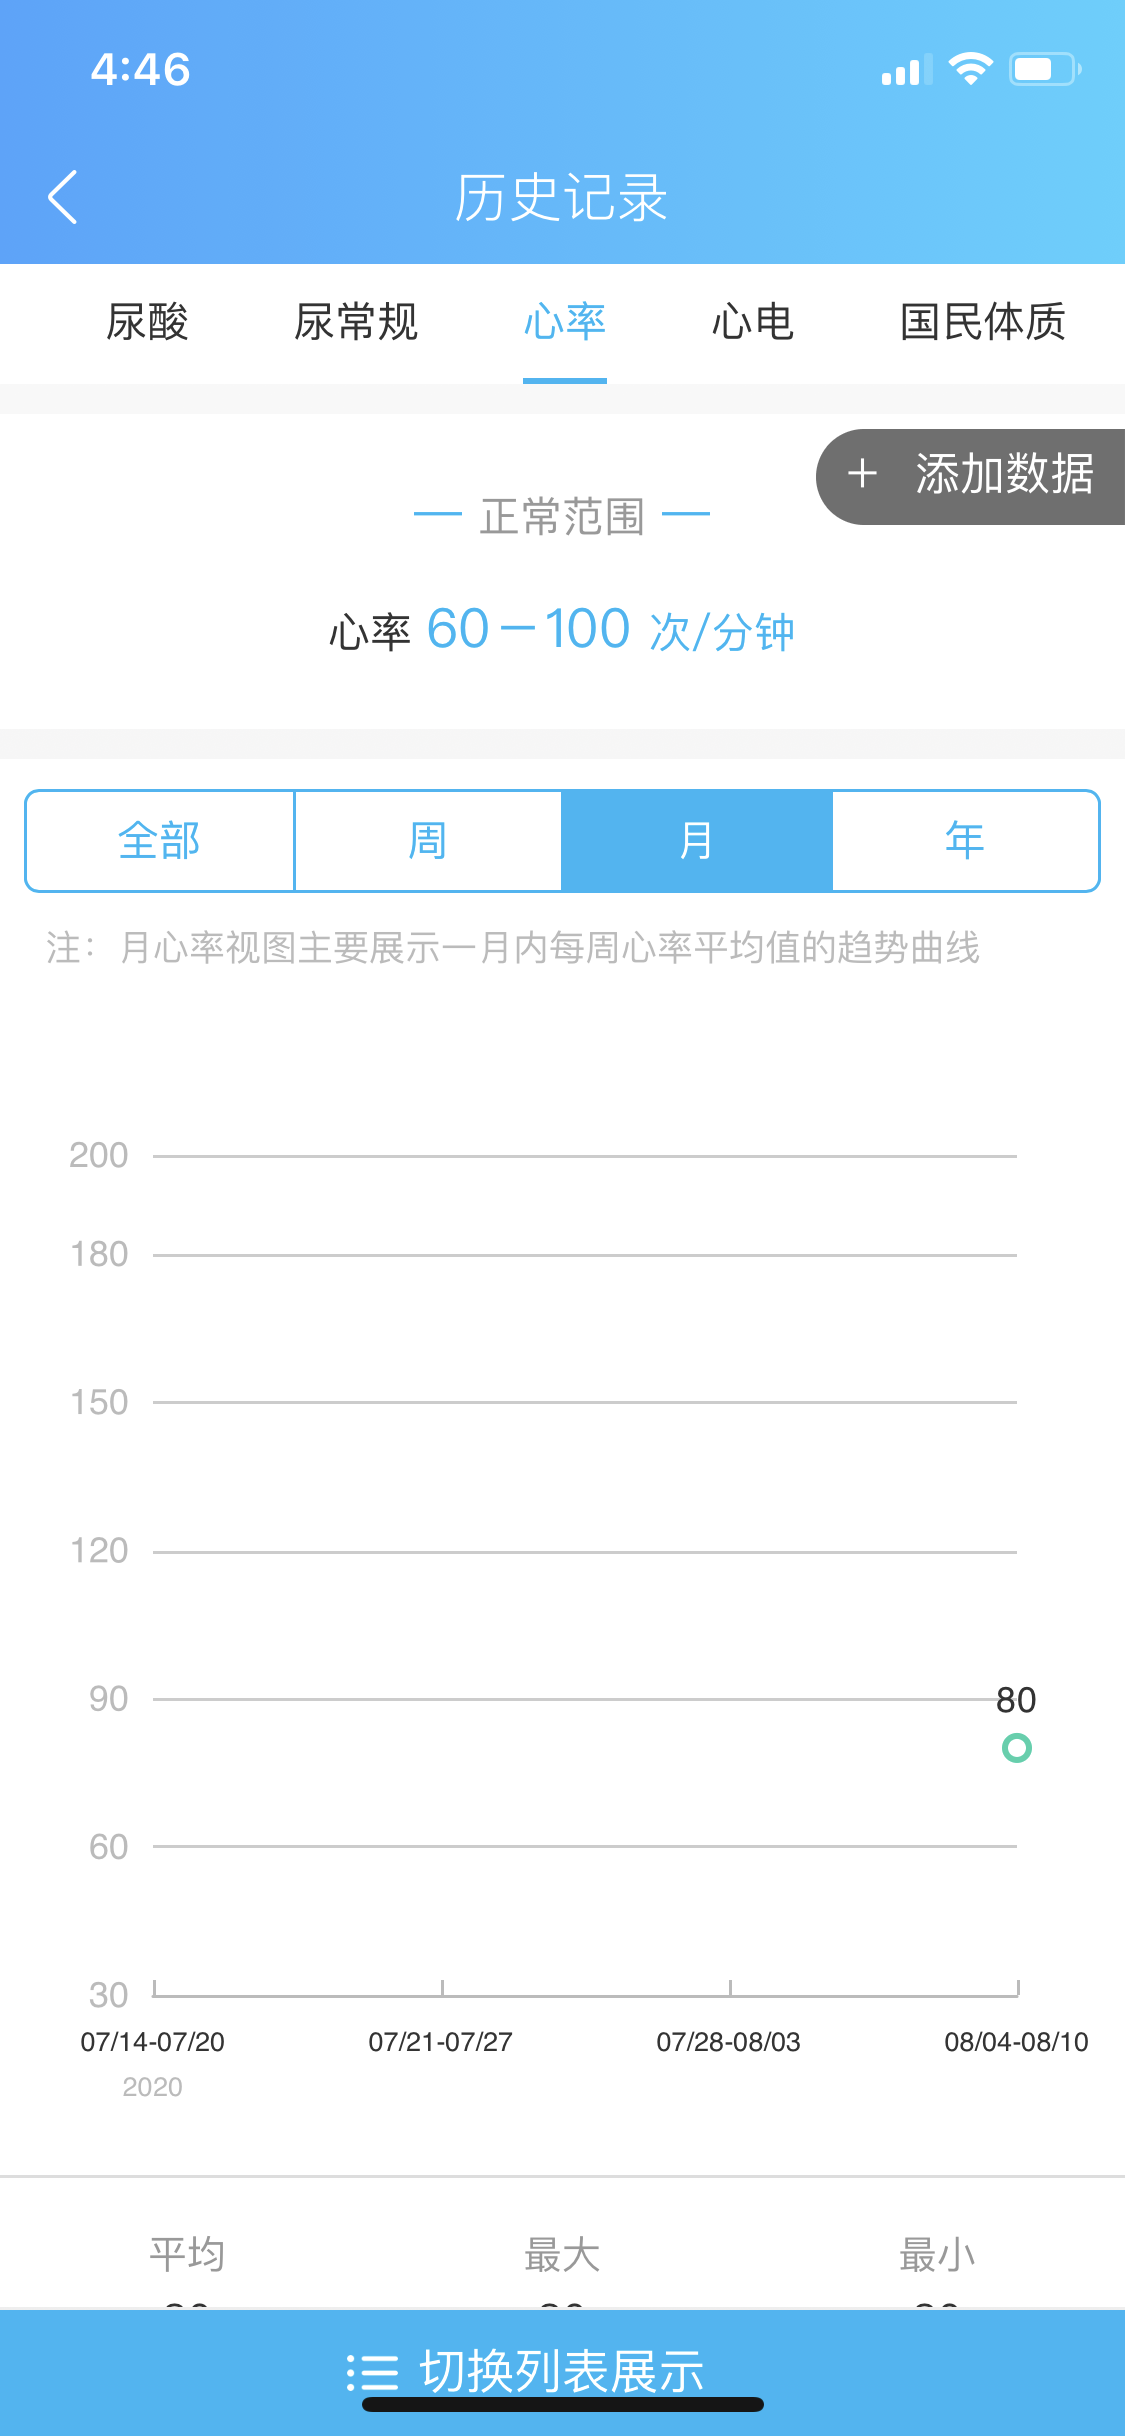 4:46
历史记录
尿酸 尿常规 心率 心电 国民体质
+ 添加数据
正常范围
心率 60-100 次/分钟
全部 周 月 年
注：月心率视图主要展示一月内每周心率平均值的趋势曲线
200
180
150
120
90
80
60
30
07/14-07/20 07/21-07/27 07/28-08/03 08/04-08/10
2020
平均 最大 最小
切换列表展示